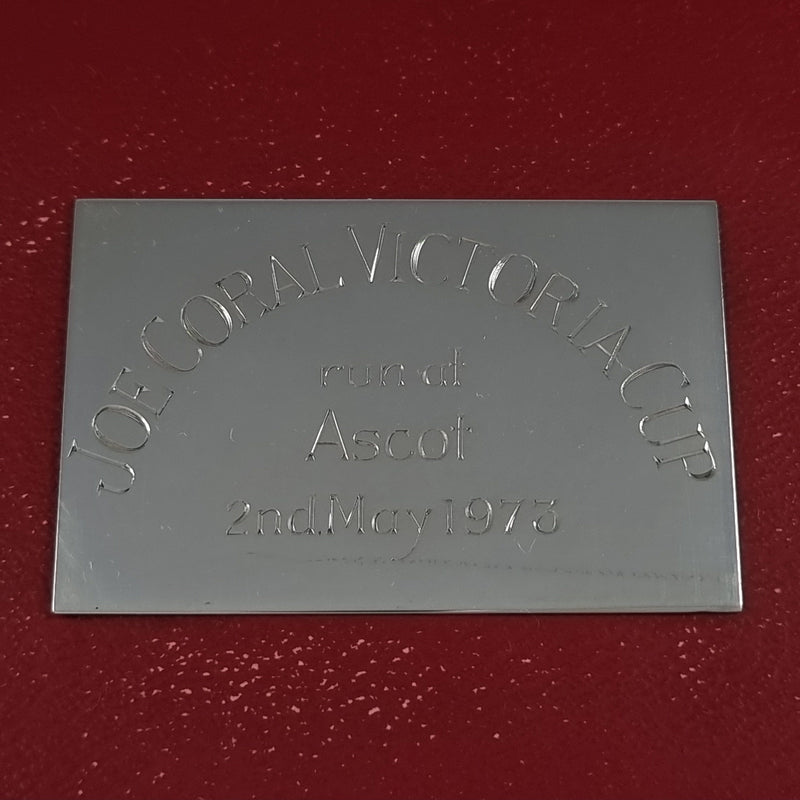 JOE CORAL VICTORIA CUP
run at
Ascot
2nd.May 1973